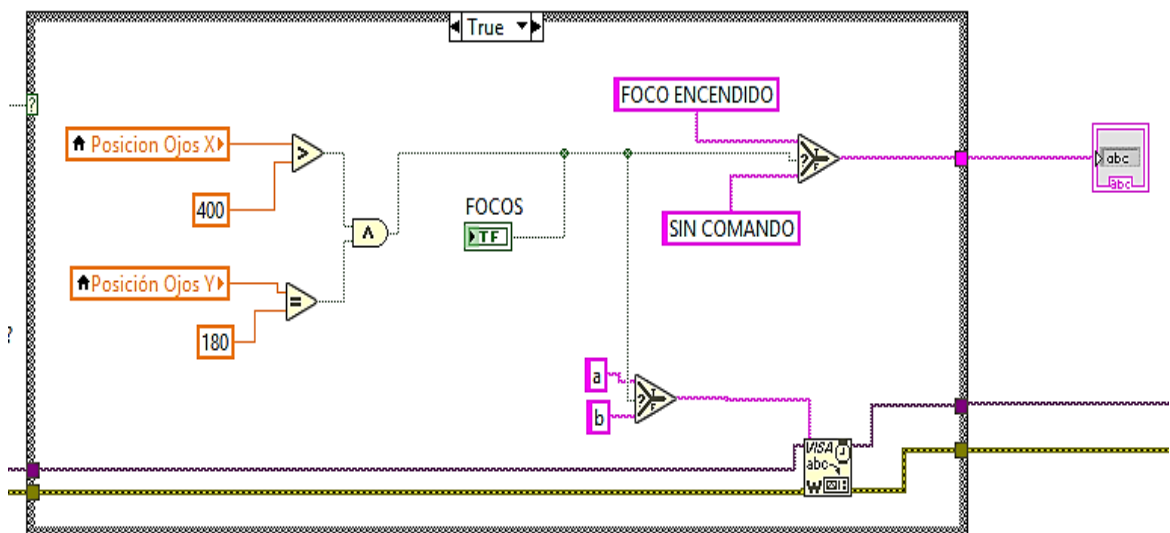 True
?
FOCO ENCENDIDO
Posicion Ojos X
>
?
T
F
abc
abc
400
FOCOS
TF
SIN COMANDO
Posición Ojos Y
=
180
?
a
?
T
F
b
VISA
abc
W